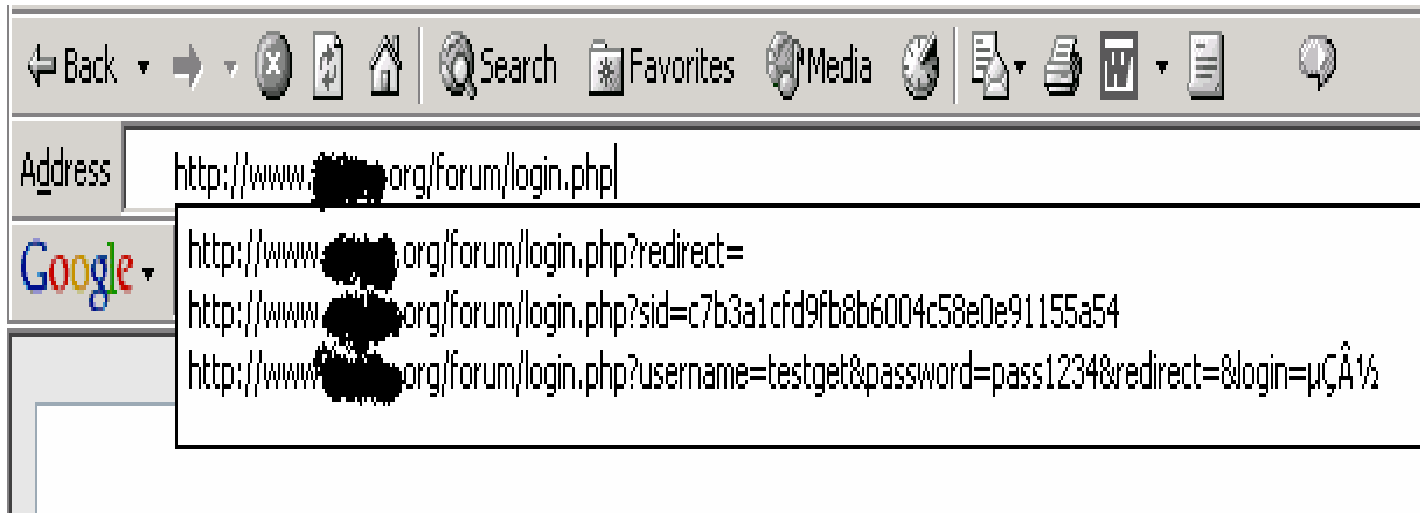 Back Search Favorites Media W
Address http://www. .org/forum/login.php
Google
http://www. .org/forum/login.php?redirect=
http://www. .org/forum/login.php?sid=c7b3a1cfd9fb8b6004c58e0e91155a54
http://www. .org/forum/login.php?username=testget&password=pass1234&redirect=&login=µÇÂ½